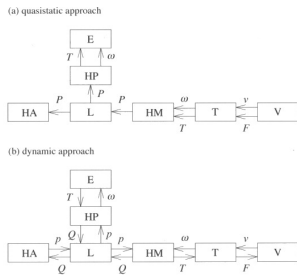 (a) quasistatic approach
E
T ω
HP
P
P P ω v
HA L HM T V
T F
(b) dynamic approach
E
T ω
HP
Q p
p p ω v
HA L HM T V
Q Q T F